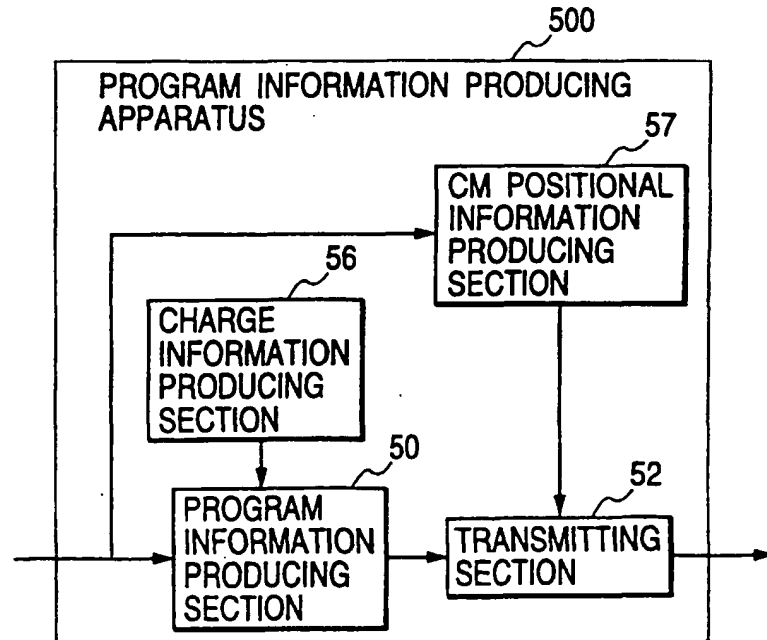 500
PROGRAM INFORMATION PRODUCING
APPARATUS
57
CM POSITIONAL
INFORMATION
PRODUCING
SECTION
56
CHARGE
INFORMATION
PRODUCING
SECTION
50
PROGRAM
INFORMATION
PRODUCING
SECTION
52
TRANSMITTING
SECTION